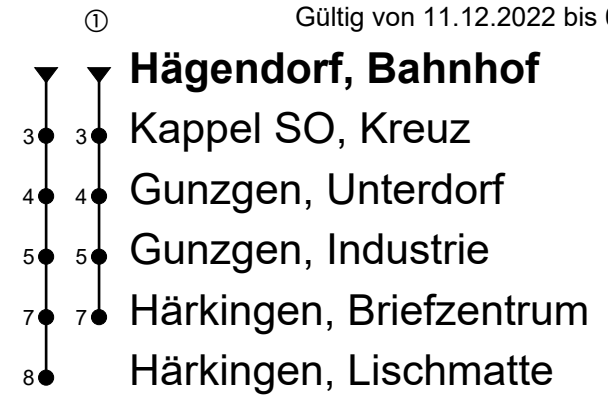 ① Gültig von 11.12.2022 bis
Hägendorf, Bahnhof
3 3 Kappel SO, Kreuz
4 4 Gunzgen, Unterdorf
5 5 Gunzgen, Industrie
7 7 Härkingen, Briefzentrum
8 Härkingen, Lischmatte